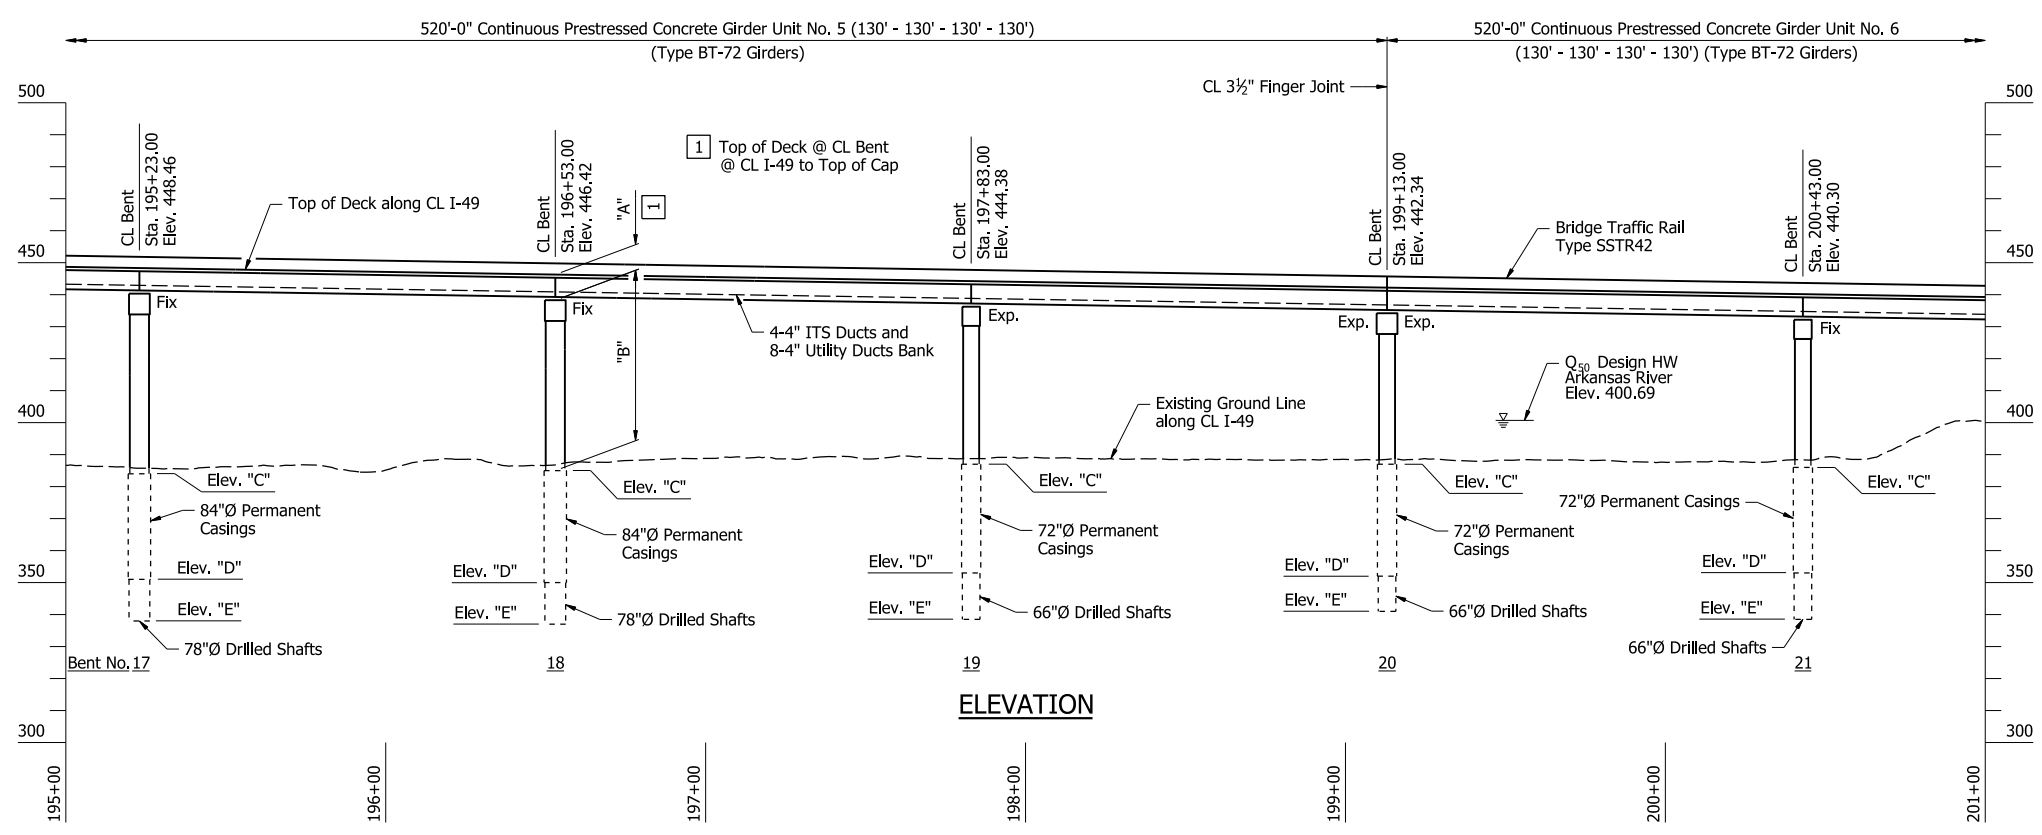 520'-0" Continuous Prestressed Concrete Girder Unit No. 5 (130' - 130' - 130' - 130')
(Type BT-72 Girders)
520'-0" Continuous Prestressed Concrete Girder Unit No. 6
(130' - 130' - 130' - 130') (Type BT-72 Girders)
CL 3½" Finger Joint
500
500
CL Bent
Sta. 195+23.00
Elev. 448.46
CL Bent
Sta. 196+53.00
Elev. 446.42
"A"
1
1 Top of Deck @ CL Bent
@ CL I-49 to Top of Cap
CL Bent
Sta. 197+83.00
Elev. 444.38
CL Bent
Sta. 199+13.00
Elev. 442.34
CL Bent
Sta. 200+43.00
Elev. 440.30
Top of Deck along CL I-49
Bridge Traffic Rail
Type SSTR42
450
450
Fix
Fix
Exp.
Exp.
Exp.
Fix
"B"
4-4" ITS Ducts and
8-4" Utility Ducts Bank
Q50 Design HW
Arkansas River
Elev. 400.69
Existing Ground Line
along CL I-49
400
400
Elev. "C"
Elev. "C"
Elev. "C"
Elev. "C"
Elev. "C"
84"Ø Permanent
Casings
84"Ø Permanent
Casings
72"Ø Permanent
Casings
72"Ø Permanent
Casings
72"Ø Permanent Casings
350
350
Elev. "D"
Elev. "D"
Elev. "D"
Elev. "D"
Elev. "D"
Elev. "E"
Elev. "E"
Elev. "E"
Elev. "E"
Elev. "E"
78"Ø Drilled Shafts
78"Ø Drilled Shafts
66"Ø Drilled Shafts
66"Ø Drilled Shafts
66"Ø Drilled Shafts
Bent No. 17
18
19
20
21
ELEVATION
300
300
195+00
196+00
197+00
198+00
199+00
200+00
201+00